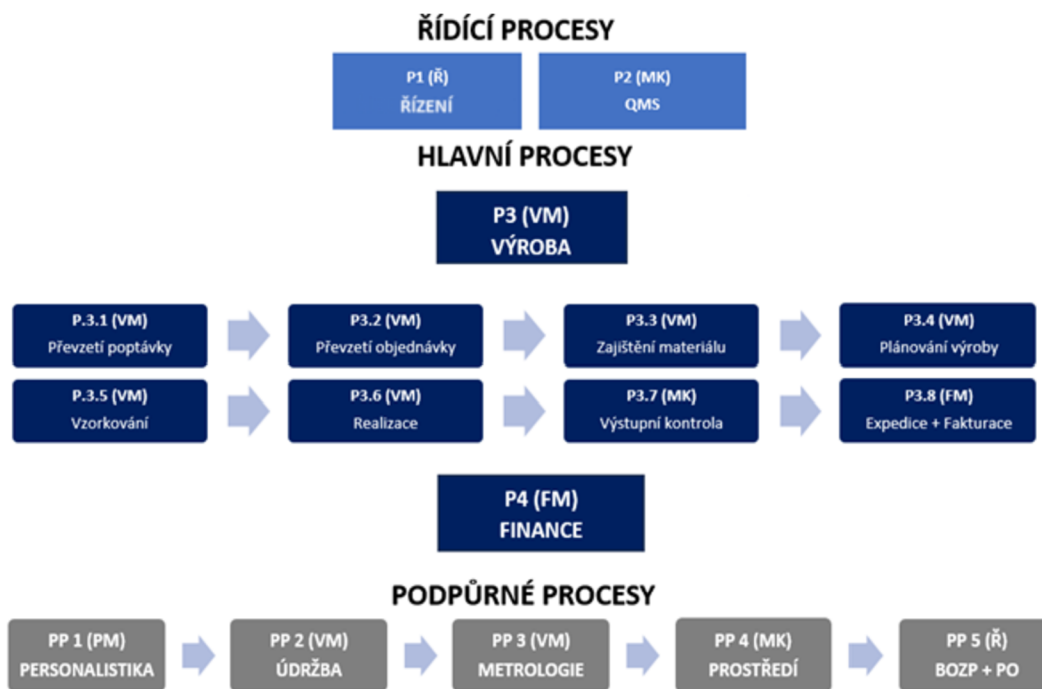 ŘÍDÍCÍ PROCESY
P1 (Ř)
ŘÍZENÍ
P2 (MK)
QMS
HLAVNÍ PROCESY
P3 (VM)
VÝROBA
P.3.1 (VM)
Převzetí poptávky
P3.2 (VM)
Převzetí objednávky
P3.3 (VM)
Zajištění materiálu
P3.4 (VM)
Plánování výroby
P.3.5 (VM)
Vzorkování
P3.6 (VM)
Realizace
P3.7 (MK)
Výstupní kontrola
P3.8 (FM)
Expedice + Fakturace
P4 (FM)
FINANCE
PODPŮRNÉ PROCESY
PP 1 (PM)
PERSONALISTIKA
PP 2 (VM)
ÚDRŽBA
PP 3 (VM)
METROLOGIE
PP 4 (MK)
PROSTŘEDÍ
PP 5 (Ř)
BOZP + PO